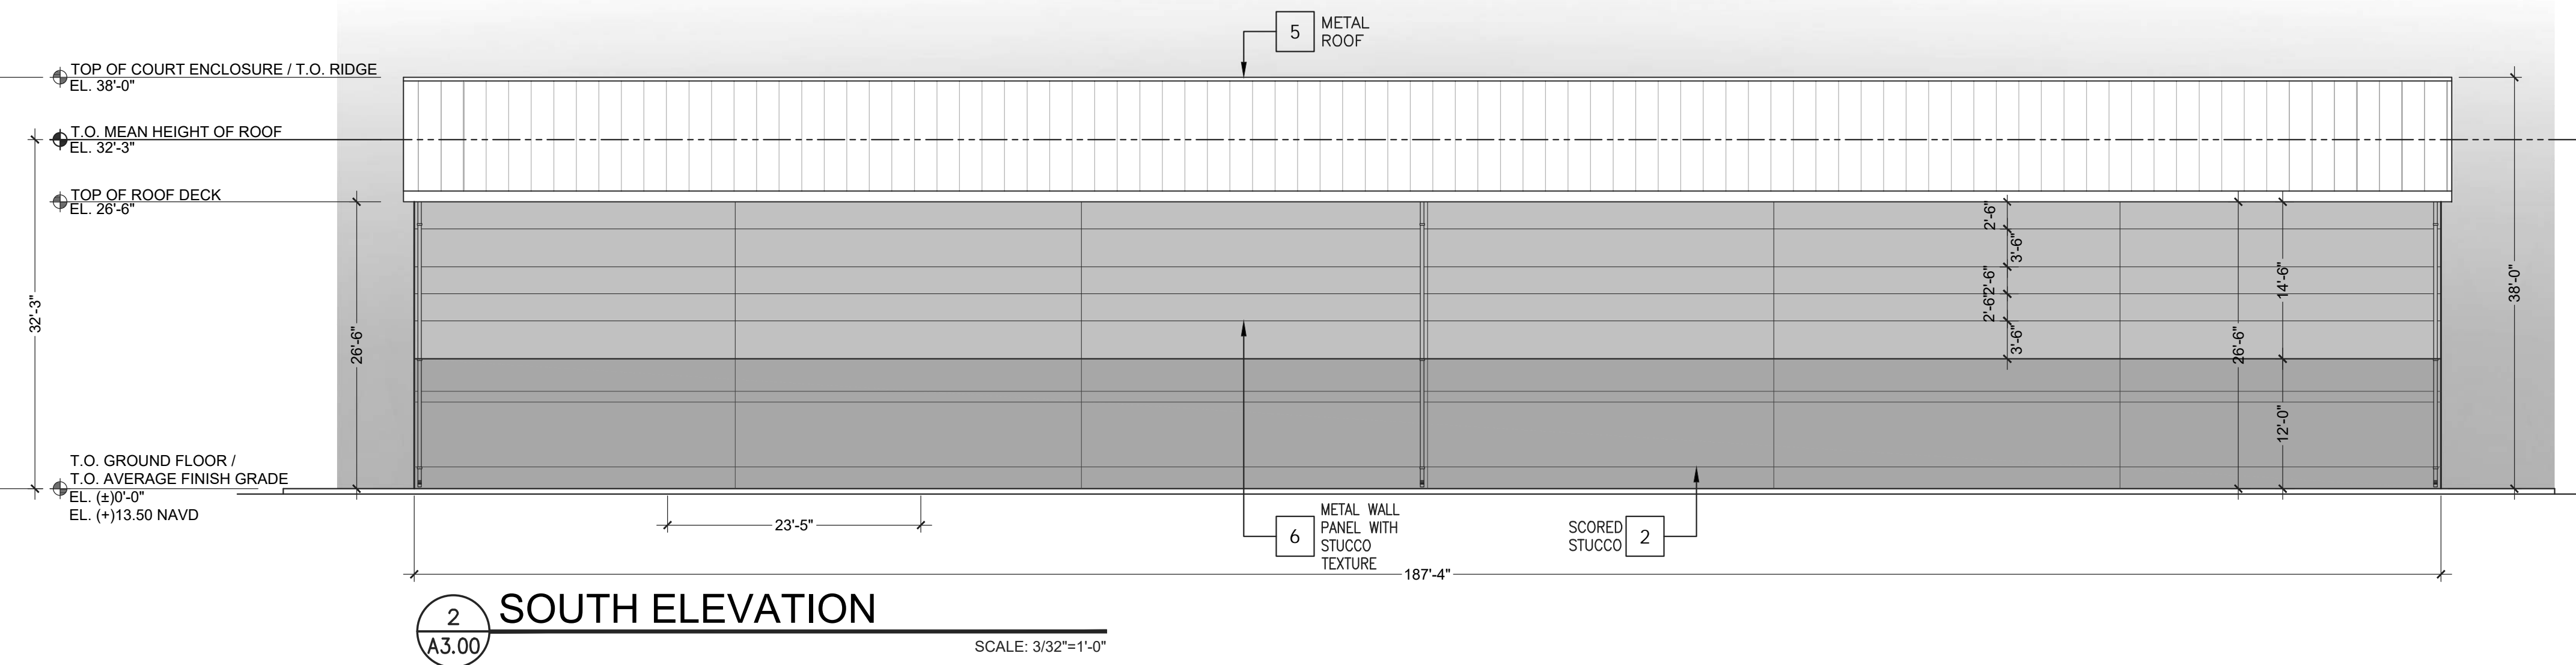 5
METAL
ROOF
TOP OF COURT ENCLOSURE / T.O. RIDGE
EL. 38'-0"
T.O. MEAN HEIGHT OF ROOF
EL. 32'-3"
TOP OF ROOF DECK
EL. 26'-6"
32'-3"
26'-6"
2'-6"
3'-6"
2'-6"
2'-6"
3'-6"
26'-6"
14'-6"
12'-0"
38'-0"
T.O. GROUND FLOOR /
T.O. AVERAGE FINISH GRADE
EL. (±)0'-0"
EL. (+)13.50 NAVD
23'-5"
6
METAL WALL
PANEL WITH
STUCCO
TEXTURE
SCORED
STUCCO
2
187'-4"
2
A3.00
SOUTH ELEVATION
SCALE: 3/32"=1'-0"